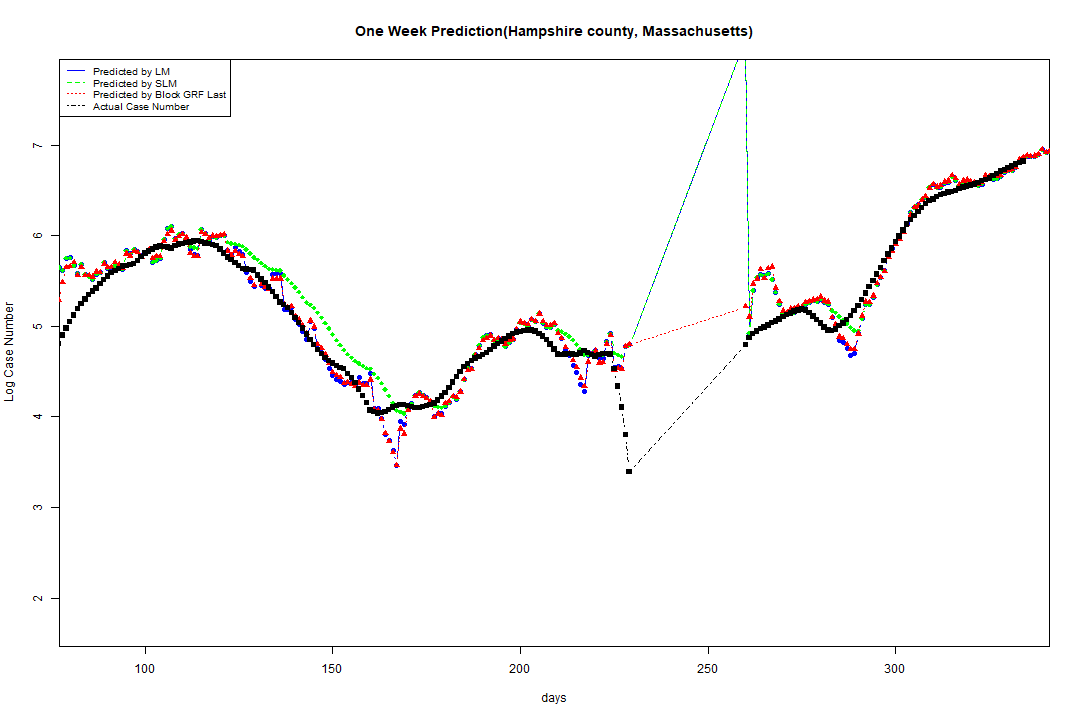 One Week Prediction(Hampshire county, Massachusetts)
Predicted by LM
Predicted by SLM
Predicted by Block GRF Last
Actual Case Number
7
6
5
4
3
2
Log Case Number
100 150 200 250 300
days